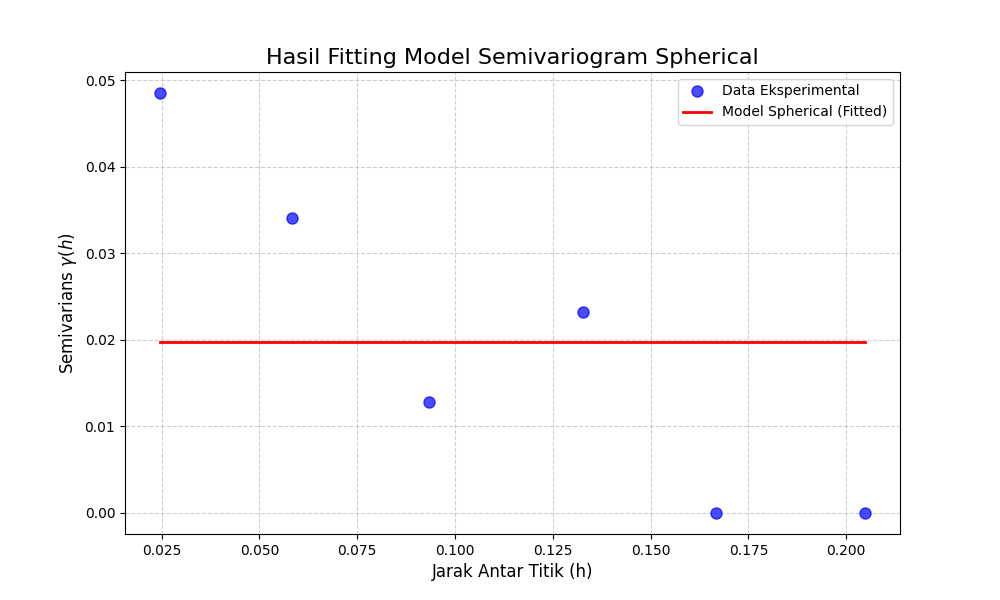 Hasil Fitting Model Semivariogram Spherical
Data Eksperimental
Model Spherical (Fitted)
Semivarians γ(h)
0.05
0.04
0.03
0.02
0.01
0.00
0.025 0.050 0.075 0.100 0.125 0.150 0.175 0.200
Jarak Antar Titik (h)